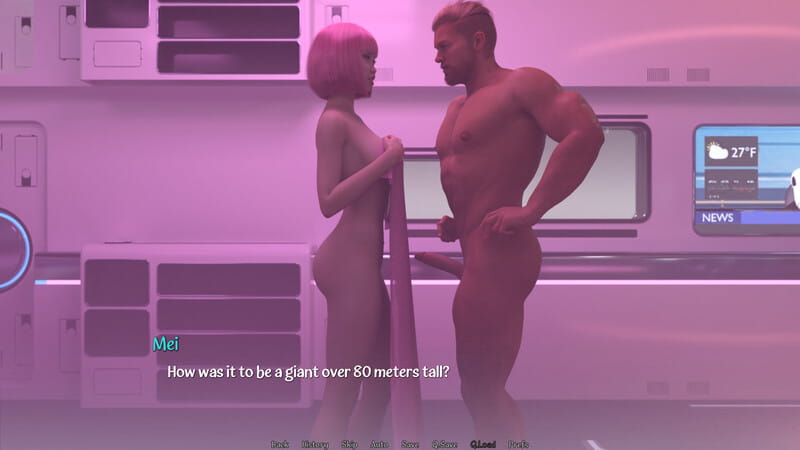 27°F
NEWS
Mei
How was it to be a giant over 80 meters tall?
Back History Skip Auto Save Q.Save Q.Load Prefs